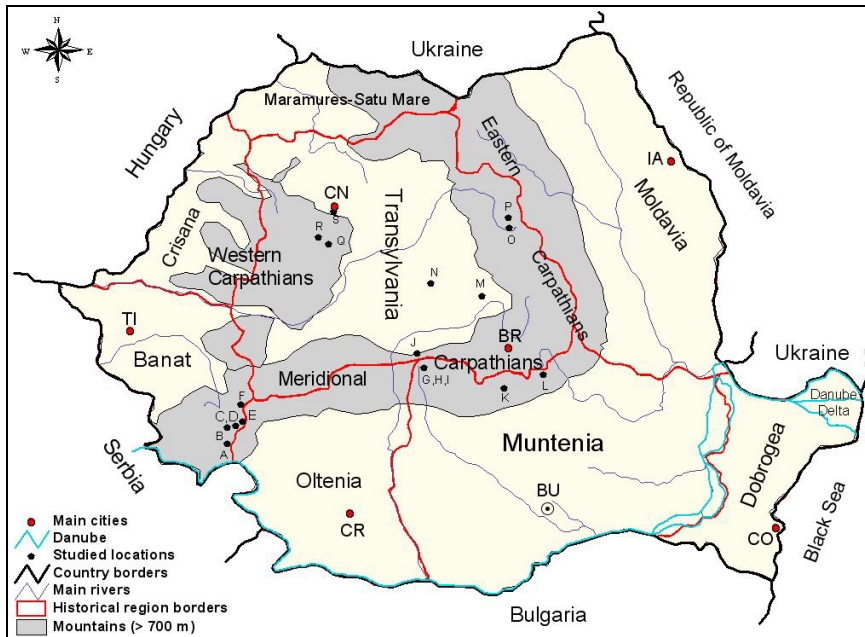 N
W
E
S
Ukraine
Maramures-Satu Mare
Hungary
Republic of Moldavia
Eastern
IA
Moldavia
CN
S
P
O
R
Q
Crisana
Western
Carpathians
Transylvania
Carpathians
N
M
TI
Banat
BR
J
Carpathians
Meridional
G,H,I
L
K
Ukraine
Danube
Delta
F
C,D
E
B
A
Serbia
Muntenia
Oltenia
Dobrogea
BU
CR
CO
Black Sea
Bulgaria
Main cities
Danube
Studied locations
Country borders
Main rivers
Historical region borders
Mountains (> 700 m)